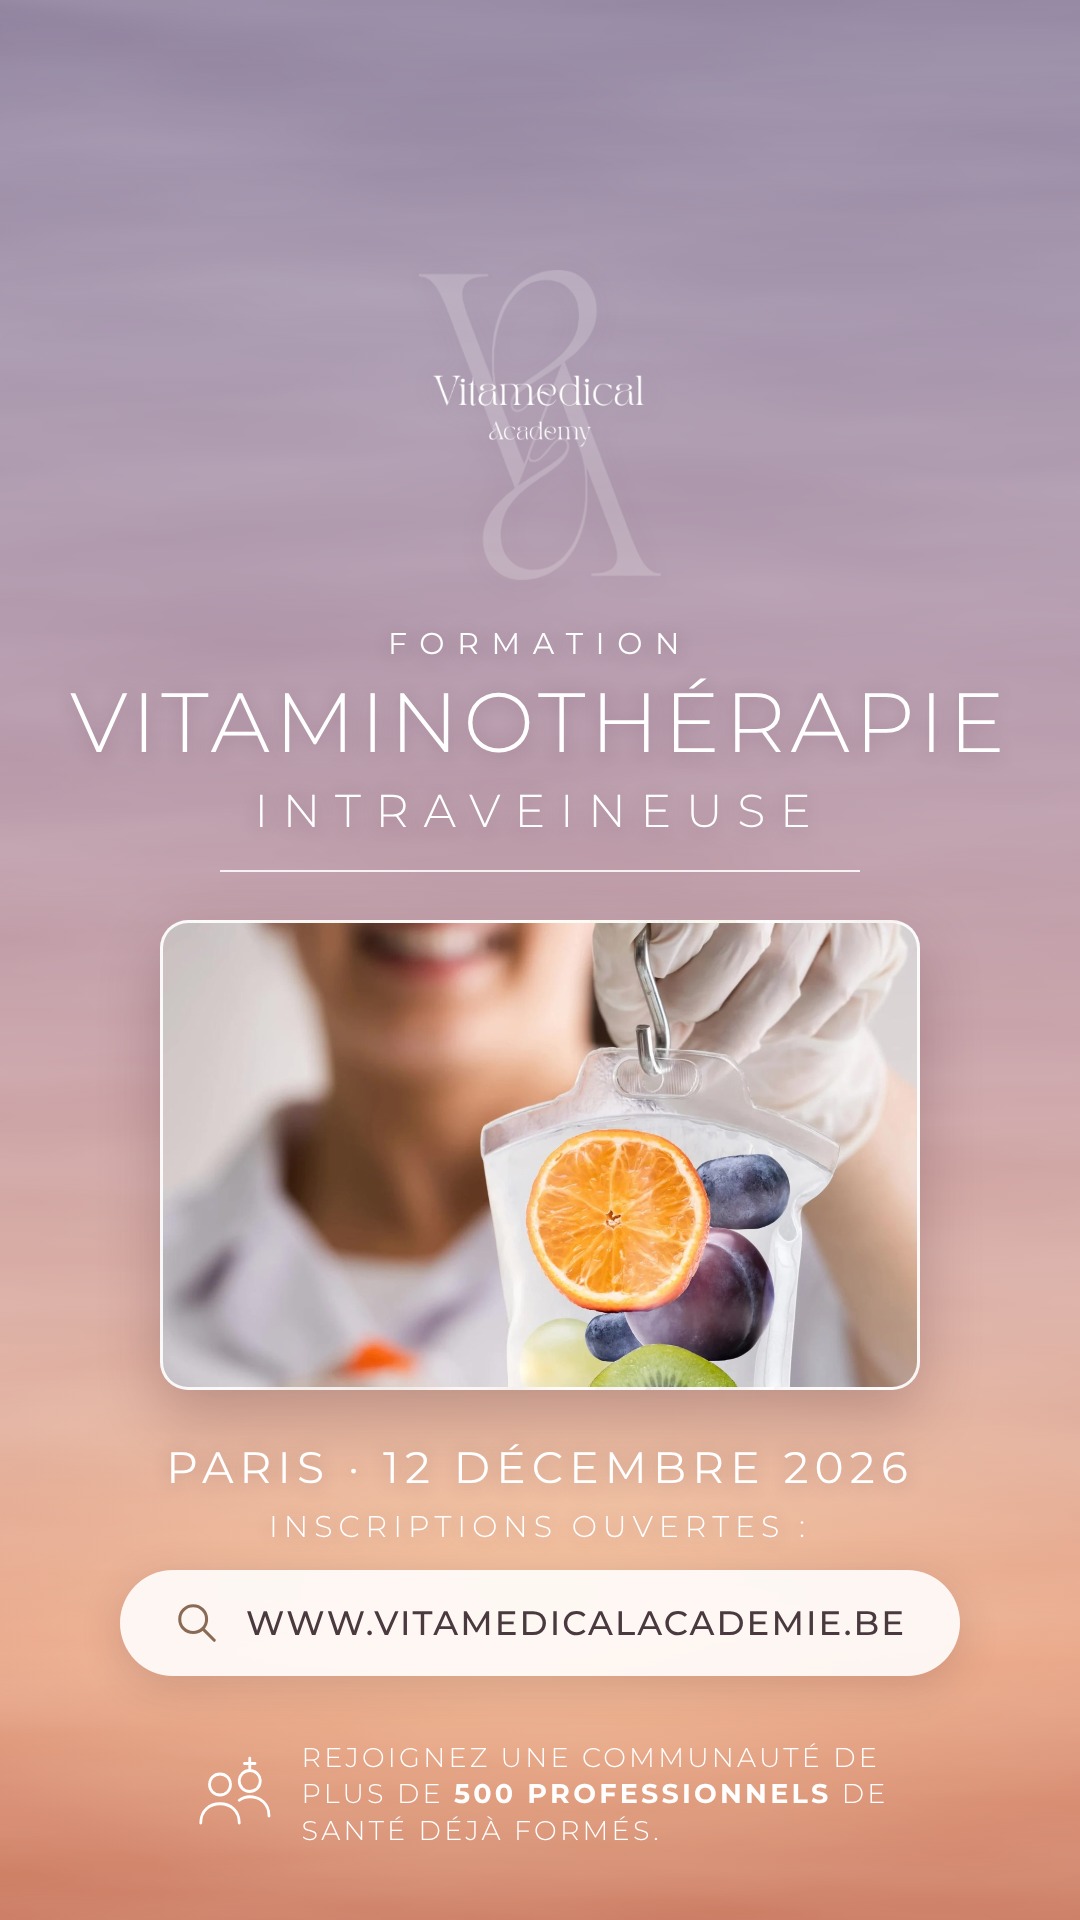 Vitamedical
Academy
FORMATION
VITAMINOTHÉRAPIE
INTRAVEINEUSE
PARIS · 12 DÉCEMBRE 2026
INSCRIPTIONS OUVERTES :
WWW.VITAMEDICALACADEMIE.BE
REJOIGNEZ UNE COMMUNAUTÉ DE
PLUS DE 500 PROFESSIONNELS DE
SANTÉ DÉJÀ FORMÉS.